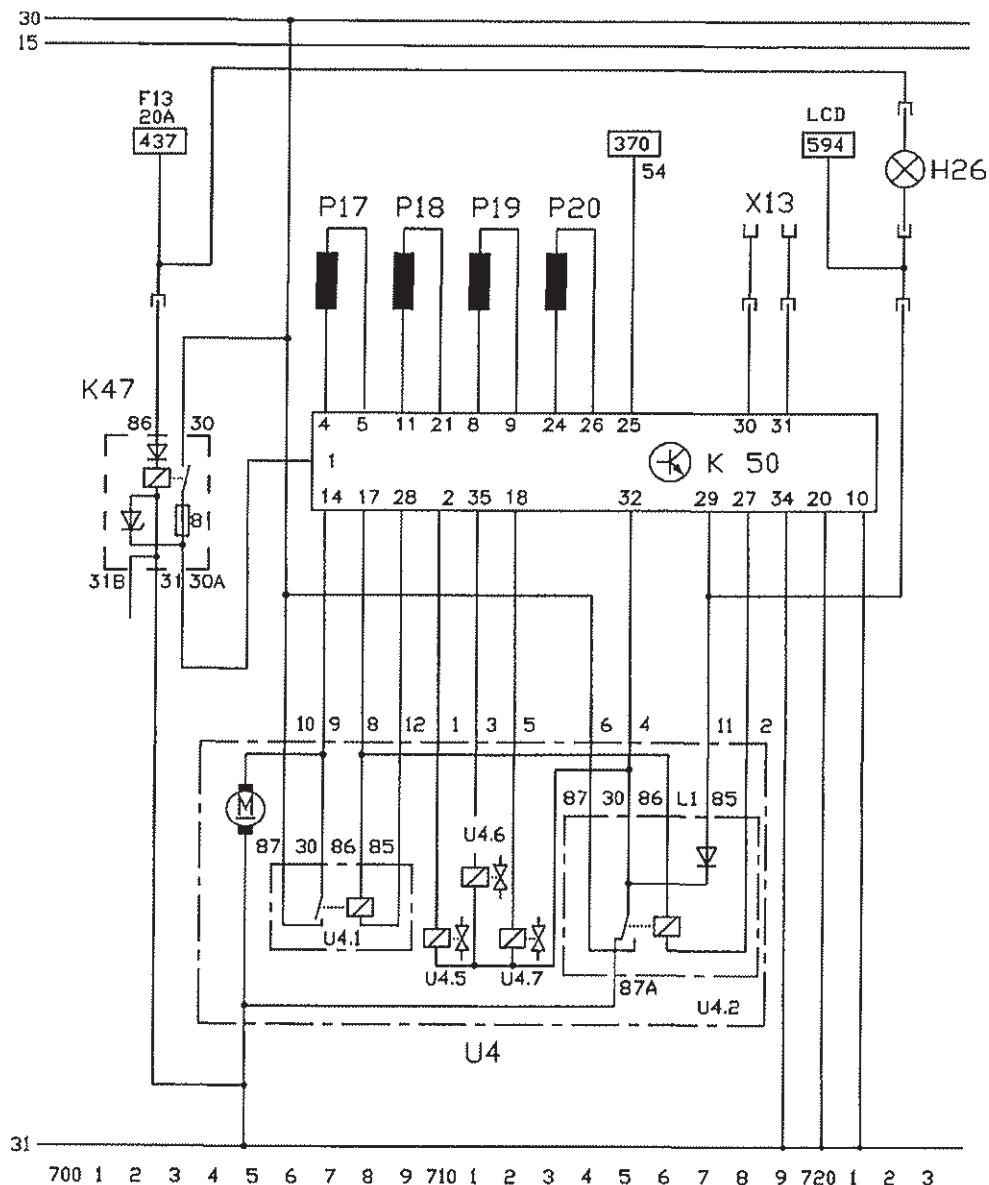 30
15
F13
20A
437
LCD
370
594
54
H26
P17 P18 P19 P20
X13
K47
86 30
4 5 11 21 8 9 24 26 25 30 31
1
K 50
14 17 28 2 35 18 32 29 27 34 20 10
81
31B 31 30A
10 9 8 12 1 3 5 6 4 11 2
87 30 86 L1 85
M
U4.6
87 30 86 85
U4.1
U4.5 U4.7
87A
U4.2
U4
31
700 1 2 3 4 5 6 7 8 9 710 1 2 3 4 5 6 7 8 9 720 1 2 3